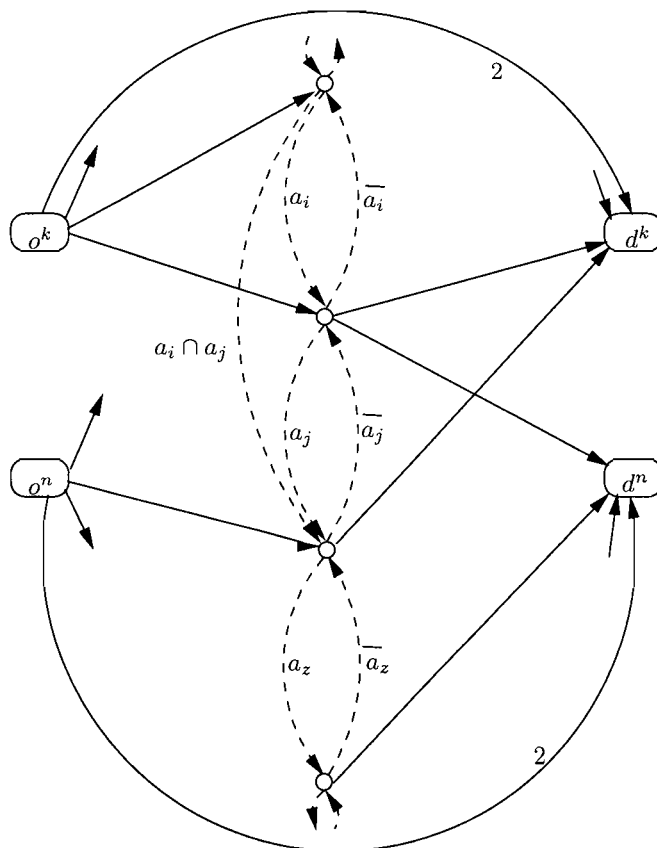 2
a_i
\overline{a_i}
o^k
d^k
a_i ∩ a_j
a_j
\overline{a_j}
o^n
d^n
a_z
\overline{a_z}
2